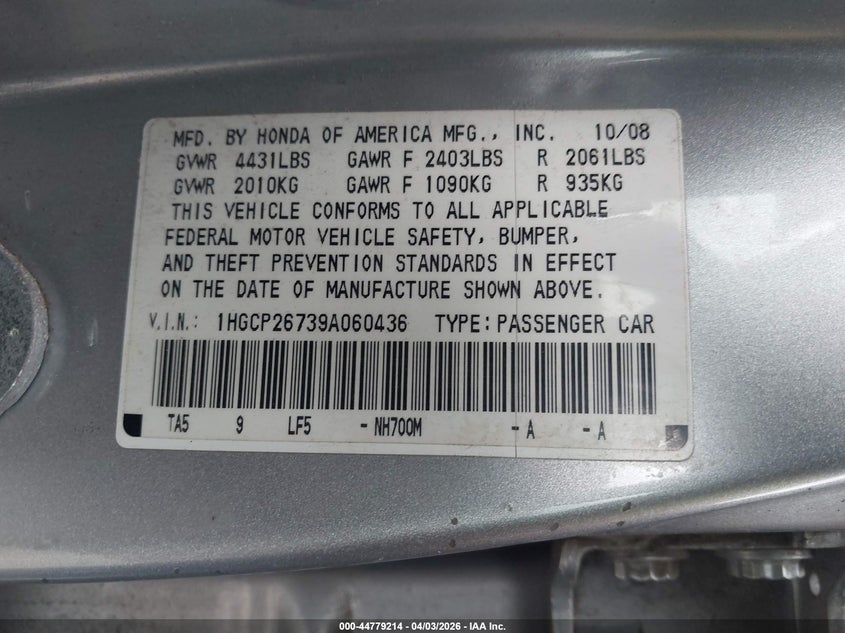 MFD. BY HONDA OF AMERICA MFG., INC. 10/08
GVWR 4431LBS GAWR F 2403LBS R 2061LBS
GVWR 2010KG GAWR F 1090KG R 935KG
THIS VEHICLE CONFORMS TO ALL APPLICABLE
FEDERAL MOTOR VEHICLE SAFETY, BUMPER,
AND THEFT PREVENTION STANDARDS IN EFFECT
ON THE DATE OF MANUFACTURE SHOWN ABOVE.
V.I.N.: 1HGCP26739A060436 TYPE: PASSENGER CAR
TA5 9 LF5 -NH700M -A -A
000-44779214 - 04/03/2026 - IAA Inc.